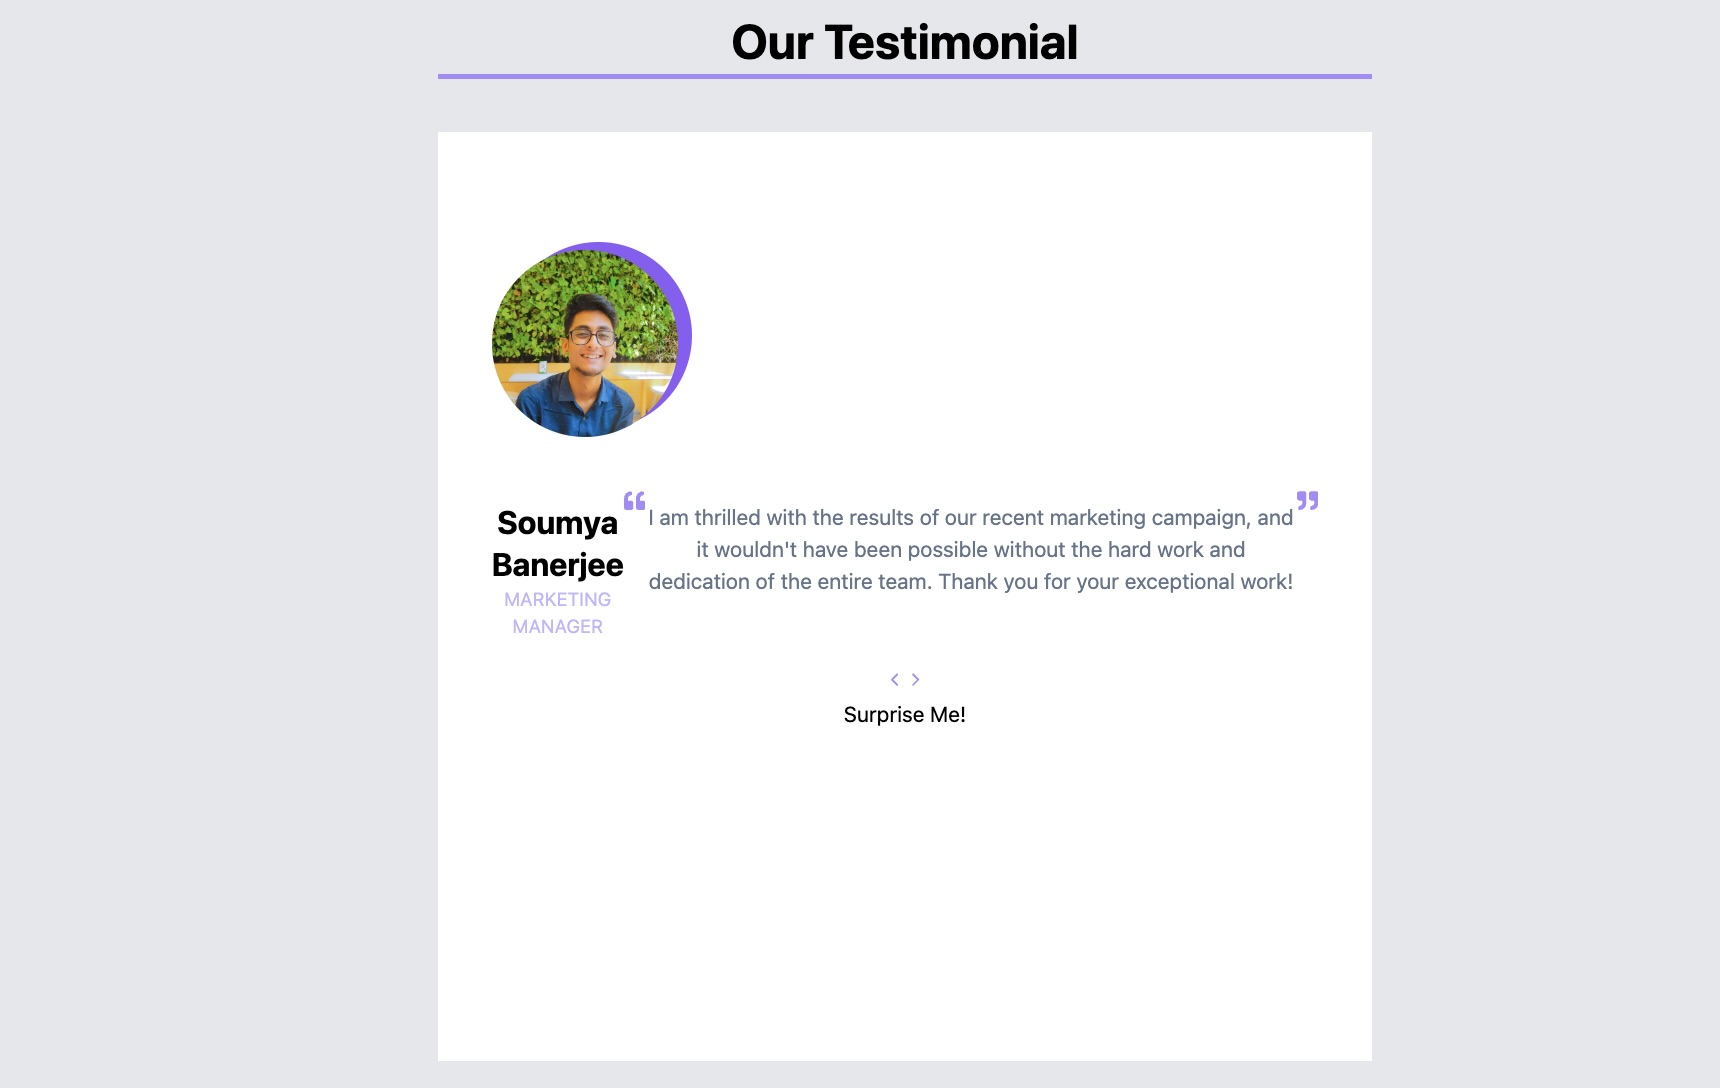 Our Testimonial
Soumya
Banerjee
MARKETING
MANAGER
“
I am thrilled with the results of our recent marketing campaign, and
it wouldn't have been possible without the hard work and
dedication of the entire team. Thank you for your exceptional work!
”
< >
Surprise Me!